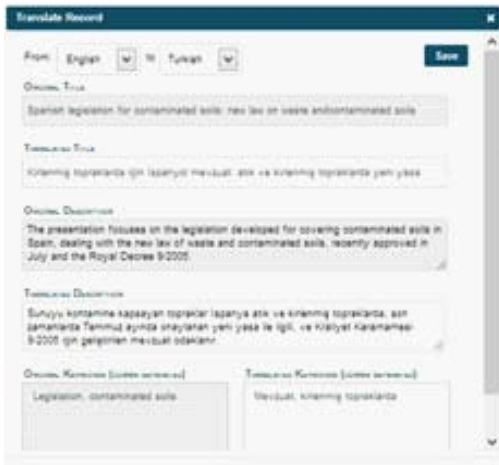 Translate Record
From: English to Turkish Save
Original Title
Spanish legislation for contaminated soils: new law on waste andcontaminated soils
Translated Title
Kirlenmiş topraklarda için İspanyol mevzuat: atık ve kirlenmiş topraklarda yeni yasa
Original Description
The presentation focuses on the legislation developed for covering contaminated soils in
Spain, dealing with the new law of waste and contaminated soils, recently approved in
July and the Royal Decree 9/2005.
Translated Description
Sunuyu kontamine kapsayan topraklar İspanya atık ve kirlenmiş topraklarda, son
zamanlarda Temmuz ayında onaylanan yeni yasa ile ilgili, ve Kraliyet Kararnamesi
9-2005 için geliştirilen mevzuat odaklanır.
Original Keywords Translated Keywords
Legislation, contaminated soils Mevzuat, kirlenmiş topraklarda